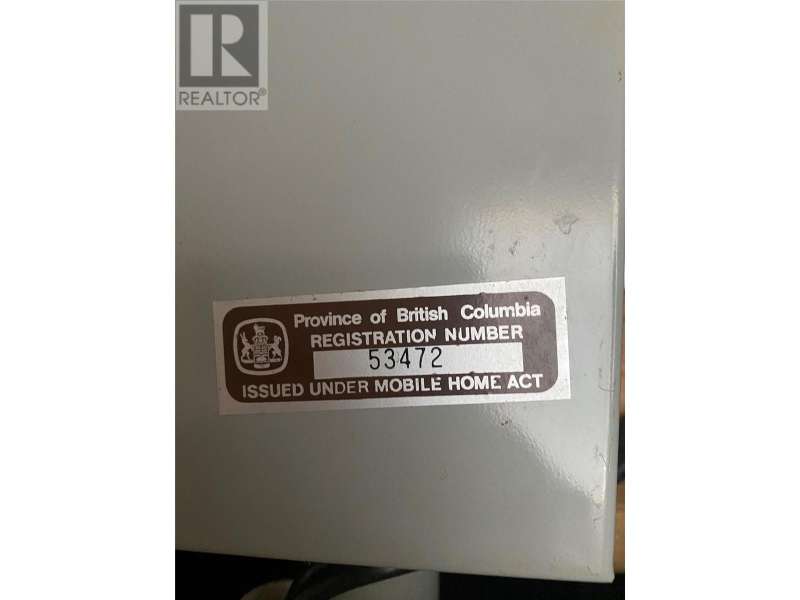 R
REALTOR®
Province of British Columbia
REGISTRATION NUMBER
53472
ISSUED UNDER MOBILE HOME ACT